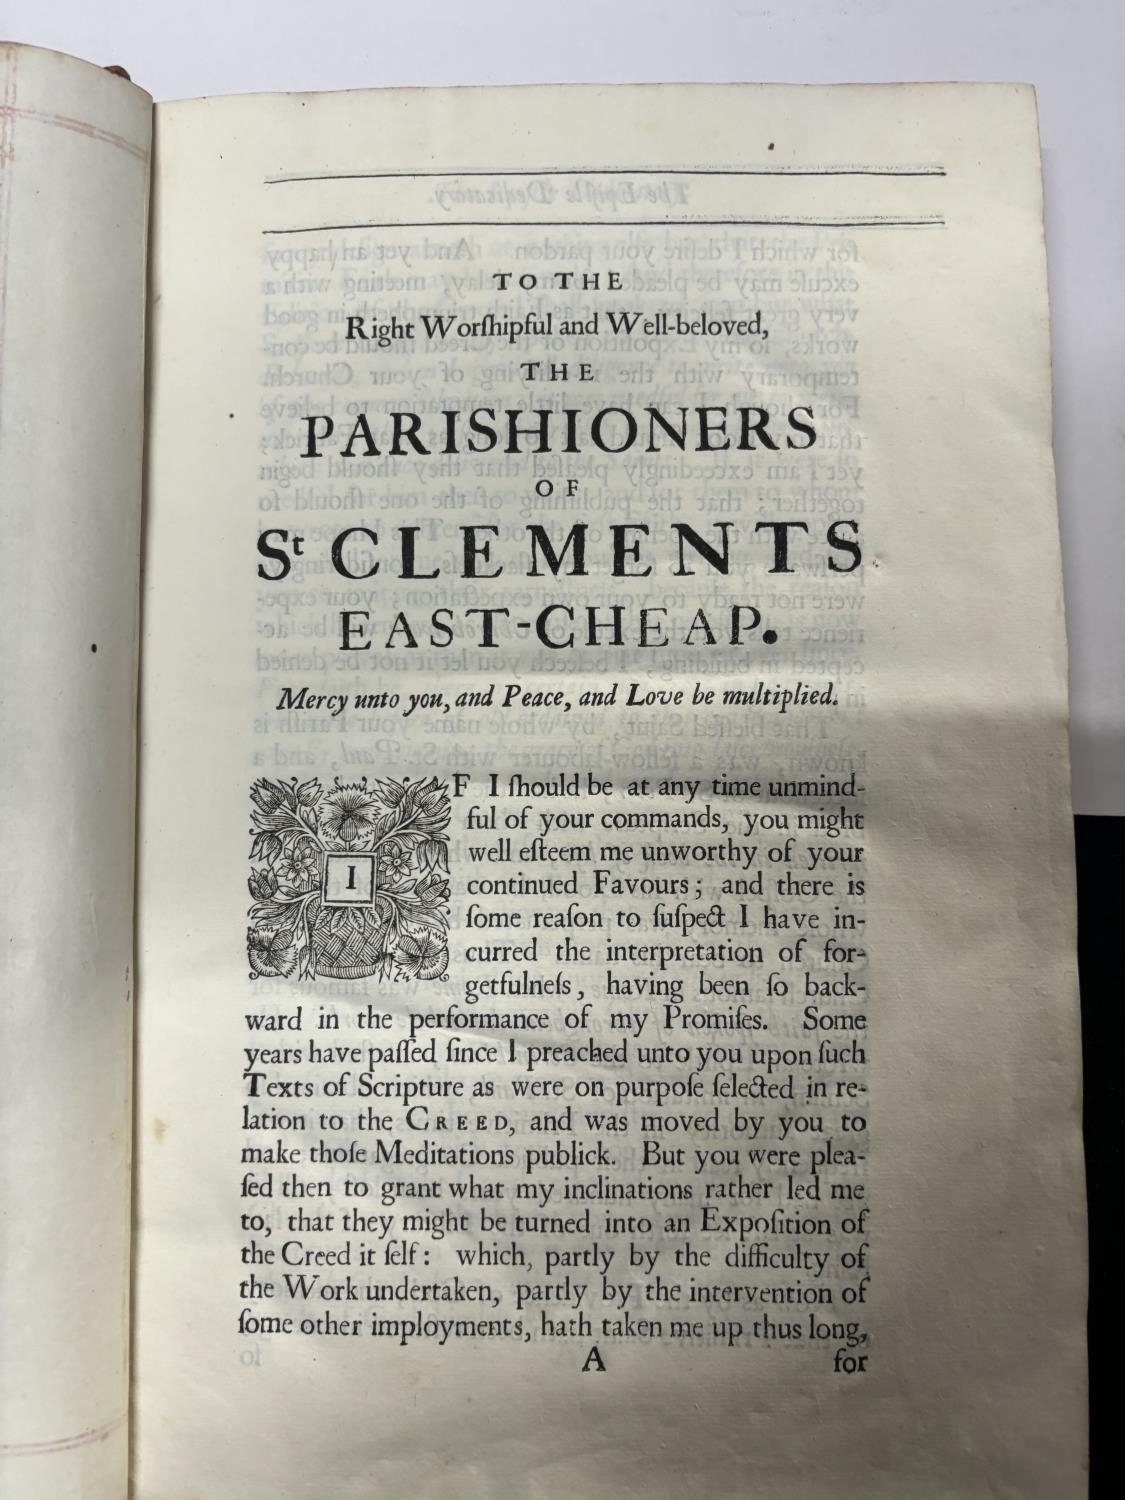 TO THE
Right Worſhipful and Well-beloved,
THE
PARISHIONERS
OF
St CLEMENTS
EAST-CHEAP.
Mercy unto you, and Peace, and Love be multiplied.
IF I ſhould be at any time unmind-
ful of your commands, you might
well eſteem me unworthy of your
continued Favours; and there is
ſome reaſon to ſuſpect I have in-
curred the interpretation of for-
getfulneſs, having been ſo back-
ward in the performance of my Promiſes. Some
years have paſſed ſince I preached unto you upon ſuch
Texts of Scripture as were on purpoſe ſelected in re-
lation to the CREED, and was moved by you to
make thoſe Meditations publick. But you were plea-
ſed then to grant what my inclinations rather led me
to, that they might be turned into an Expoſition of
the Creed it ſelf: which, partly by the difficulty of
the Work undertaken, partly by the intervention of
ſome other imployments, hath taken me up thus long,
A for